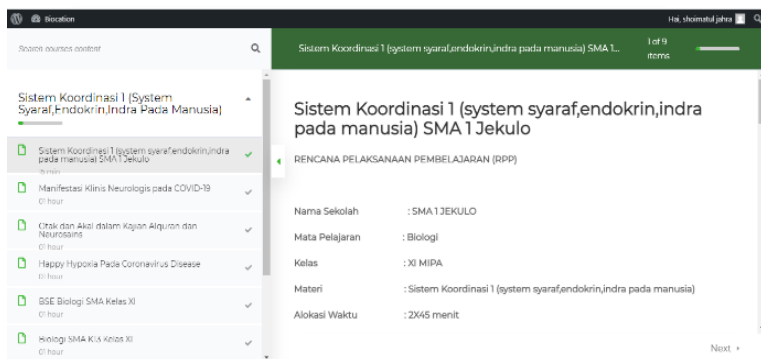 Biocation
Hai, shoimatul jahra
Search courses content
Sistem Koordinasi 1 (system syaraf,endokrin,indra pada manusia) SMA 1...
1 of 9
items
Sistem Koordinasi 1 (System
Syaraf,Endokrin,Indra Pada Manusia)
Sistem Koordinasi 1 (system syaraf,endokrin,indra
pada manusia) SMA 1 Jekulo
Manifestasi Klinis Neurologis pada COVID-19
01 hour
Otak dan Akal dalam Kajian Alquran dan
Neurosains
01 hour
Happy Hypoxia Pada Coronavirus Disease
01 hour
BSE Biologi SMA Kelas XI
01 hour
Biologi SMA K13 Kelas XI
01 hour
Sistem Koordinasi 1 (system syaraf,endokrin,indra
pada manusia) SMA 1 Jekulo
RENCANA PELAKSANAAN PEMBELAJARAN (RPP)
Nama Sekolah : SMA 1 JEKULO
Mata Pelajaran : Biologi
Kelas : XI MIPA
Materi : Sistem Koordinasi 1 (system syaraf,endokrin,indra pada manusia)
Alokasi Waktu : 2X45 menit
Next